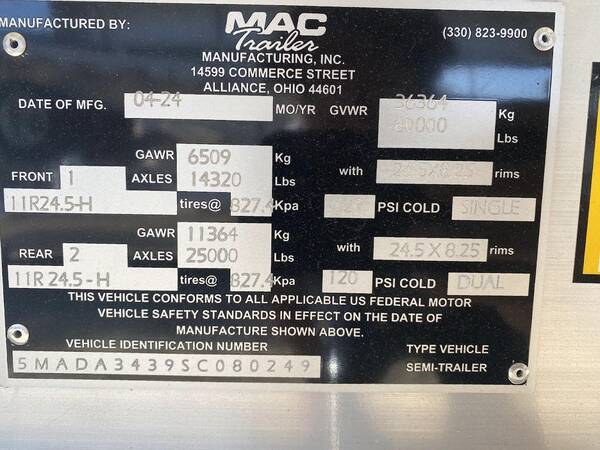 MANUFACTURED BY:
MAC
Trailer
(330) 823-9900
MANUFACTURING, INC.
14599 COMMERCE STREET
ALLIANCE, OHIO 44601
DATE OF MFG. 04-24 MO/YR GVWR 36364 Kg
80000 Lbs
GAWR 6509 Kg with 24.5X8.25 rims
FRONT 1 AXLES 14320 Lbs
11R24.5-H tires@ 827.4 Kpa PSI COLD SINGLE
GAWR 11364 Kg with 24.5X8.25 rims
REAR 2 AXLES 25000 Lbs
11R24.5-H tires@ 827.4 Kpa 120 PSI COLD DUAL
THIS VEHICLE CONFORMS TO ALL APPLICABLE US FEDERAL MOTOR
VEHICLE SAFETY STANDARDS IN EFFECT ON THE DATE OF
MANUFACTURE SHOWN ABOVE.
VEHICLE IDENTIFICATION NUMBER TYPE VEHICLE
5MADA3439SC080249 SEMI-TRAILER